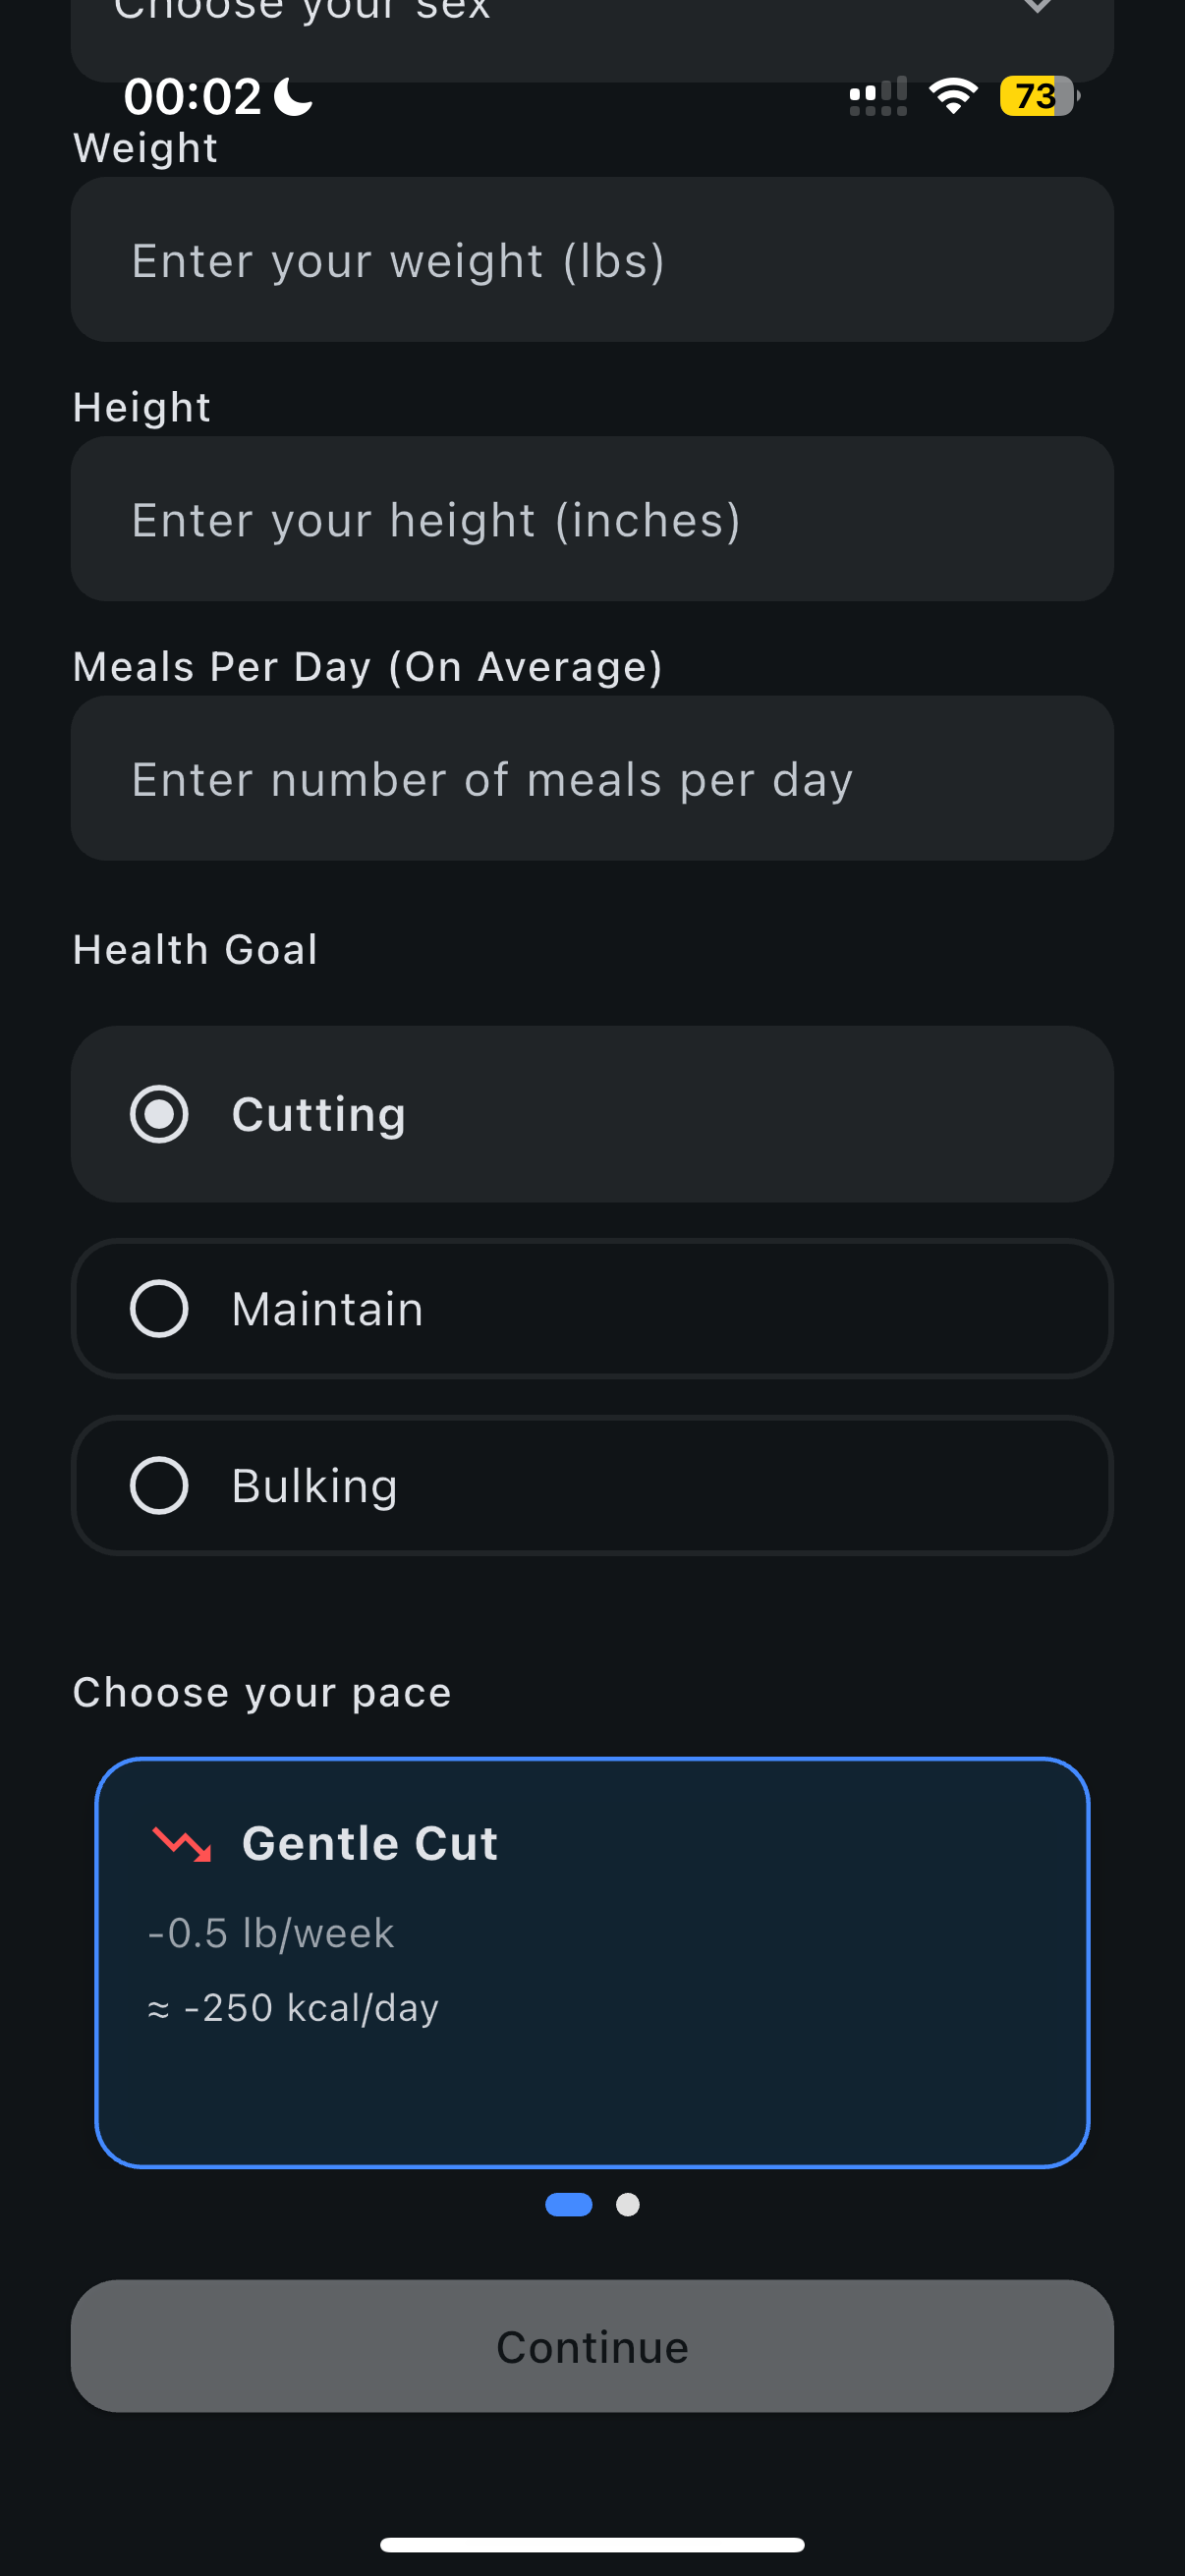 Choose your sex
00:02
73
Weight
Enter your weight (lbs)
Height
Enter your height (inches)
Meals Per Day (On Average)
Enter number of meals per day
Health Goal
Cutting
Maintain
Bulking
Choose your pace
Gentle Cut
-0.5 lb/week
≈ -250 kcal/day
Continue